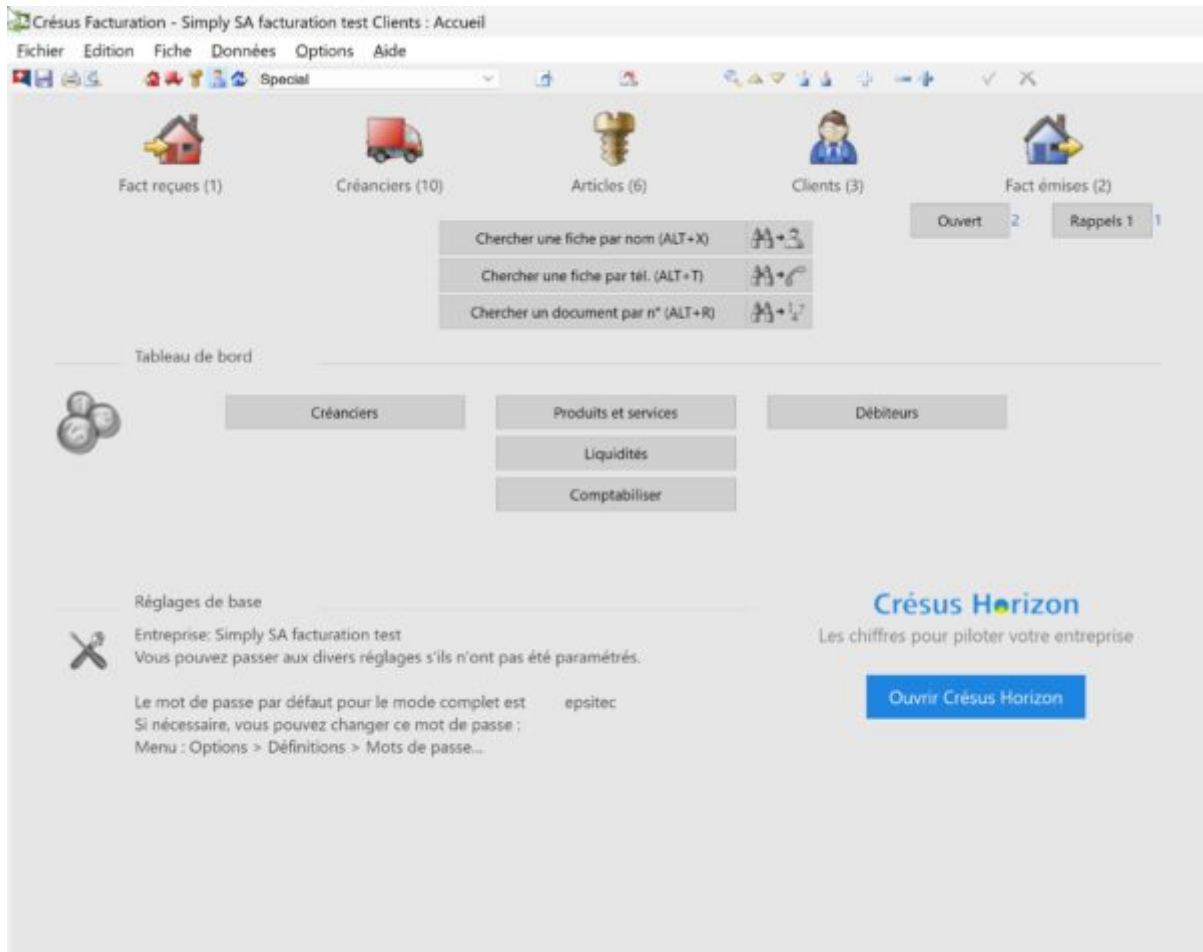 Crésus Facturation - Simply SA facturation test Clients : Accueil
Fichier Edition Fiche Données Options Aide
Special
Fact reçues (1) Créanciers (10) Articles (6) Clients (3) Fact émises (2)
Ouvert 2 Rappels 1 1
Chercher une fiche par nom (ALT+X)
Chercher une fiche par tél. (ALT+T)
Chercher un document par n° (ALT+R)
Tableau de bord
Créanciers Produits et services Débiteurs
Liquidités
Comptabiliser
Réglages de base
Entreprise: Simply SA facturation test
Vous pouvez passer aux divers réglages s'ils n'ont pas été paramétrés.
Le mot de passe par défaut pour le mode complet est epsitec
Si nécessaire, vous pouvez changer ce mot de passe :
Menu : Options > Définitions > Mots de passe...
Crésus Horizon
Les chiffres pour piloter votre entreprise
Ouvrir Crésus Horizon